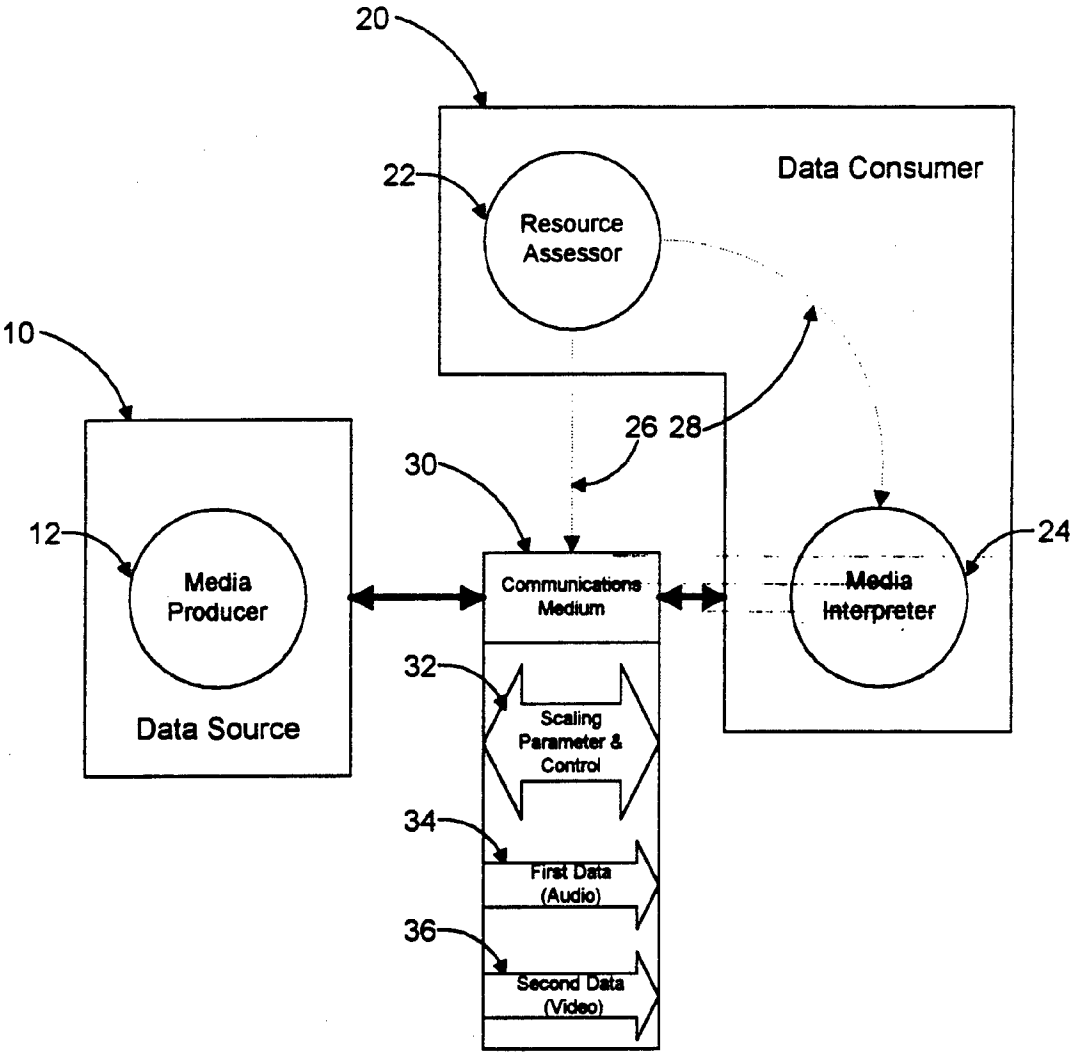 20
22
Resource
Assessor
Data Consumer
10
26 28
30
12
Media
Producer
Communications
Medium
24
Media
Interpreter
32
Scaling
Parameter &
Control
Data Source
34
First Data
(Audio)
36
Second Data
(Video)